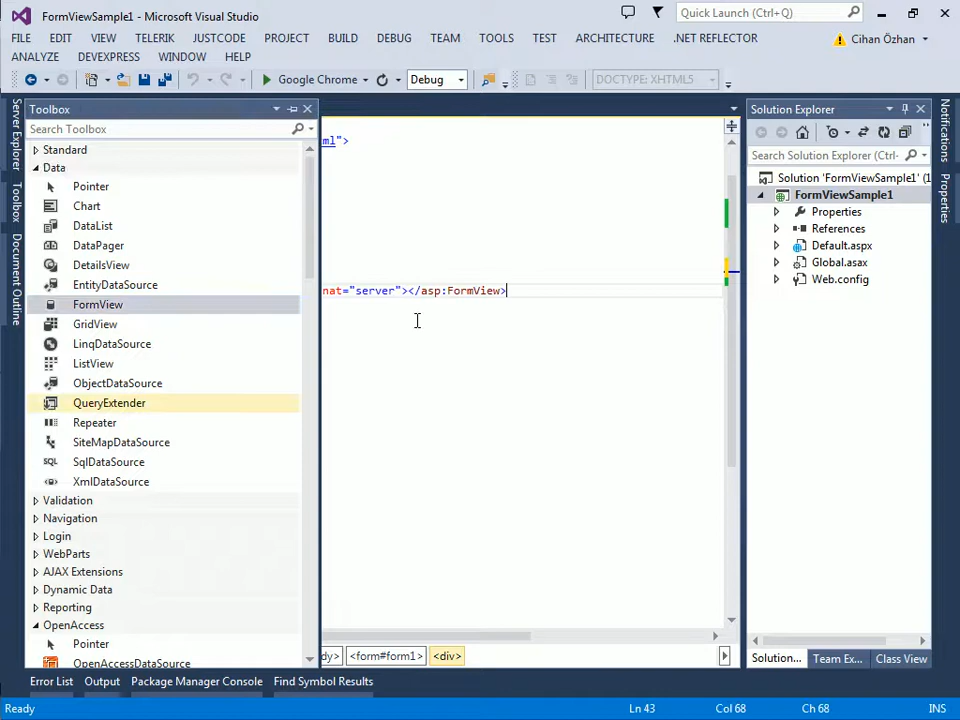 FormViewSample1 - Microsoft Visual Studio
Quick Launch (Ctrl+Q)
FILE EDIT VIEW TELERIK JUSTCODE PROJECT BUILD DEBUG TEAM TOOLS TEST ARCHITECTURE .NET REFLECTOR
Cihan Özhan
ANALYZE DEVEXPRESS WINDOW HELP
Google Chrome
Debug
DOCTYPE: XHTML5
Server Explorer
Toolbox
Document Outline
Toolbox
Search Toolbox
Standard
Data
Pointer
Chart
DataList
DataPager
DetailsView
EntityDataSource
FormView
GridView
LinqDataSource
ListView
ObjectDataSource
QueryExtender
Repeater
SiteMapDataSource
SQL SqlDataSource
XmlDataSource
Validation
Navigation
Login
WebParts
AJAX Extensions
Dynamic Data
Reporting
OpenAccess
Pointer
OpenAccessDataSource
ml">
nat="server"></asp:FormView>
dy> <form#form1> <div>
Solution Explorer
Search Solution Explorer (Ctrl-
Solution 'FormViewSample1' (1
FormViewSample1
Properties
References
Default.aspx
Global.asax
Web.config
Solution... Team Ex... Class View
Notifications
Properties
Error List Output Package Manager Console Find Symbol Results
Ready Ln 43 Col 68 Ch 68 INS